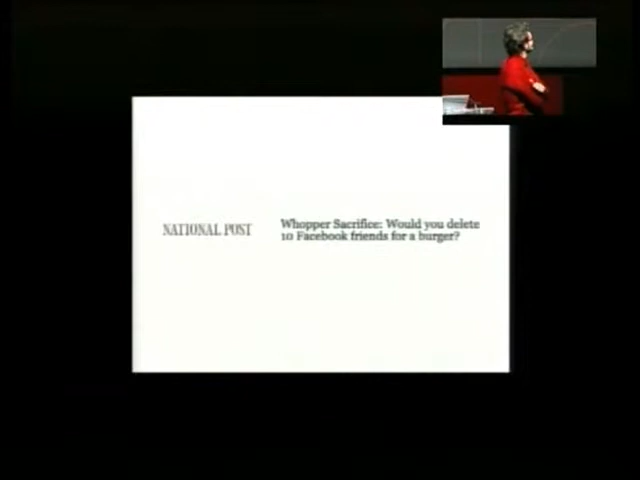 NATIONAL POST
Whopper Sacrifice: Would you delete
10 Facebook friends for a burger?